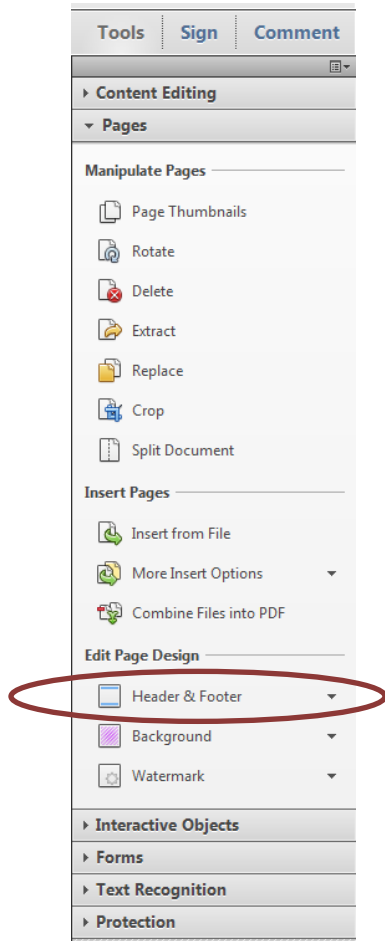 Tools Sign Comment
Content Editing
Pages
Manipulate Pages
Page Thumbnails
Rotate
Delete
Extract
Replace
Crop
Split Document
Insert Pages
Insert from File
More Insert Options
Combine Files into PDF
Edit Page Design
Header & Footer
Background
Watermark
Interactive Objects
Forms
Text Recognition
Protection